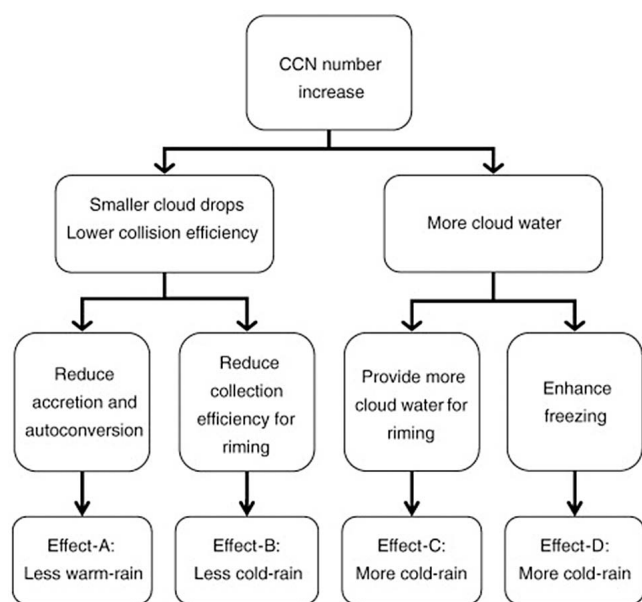 CCN number
increase
Smaller cloud drops
Lower collision efficiency
More cloud water
Reduce
accretion and
autoconversion
Reduce
collection
efficiency for
riming
Provide more
cloud water for
riming
Enhance
freezing
Effect-A:
Less warm-rain
Effect-B:
Less cold-rain
Effect-C:
More cold-rain
Effect-D:
More cold-rain